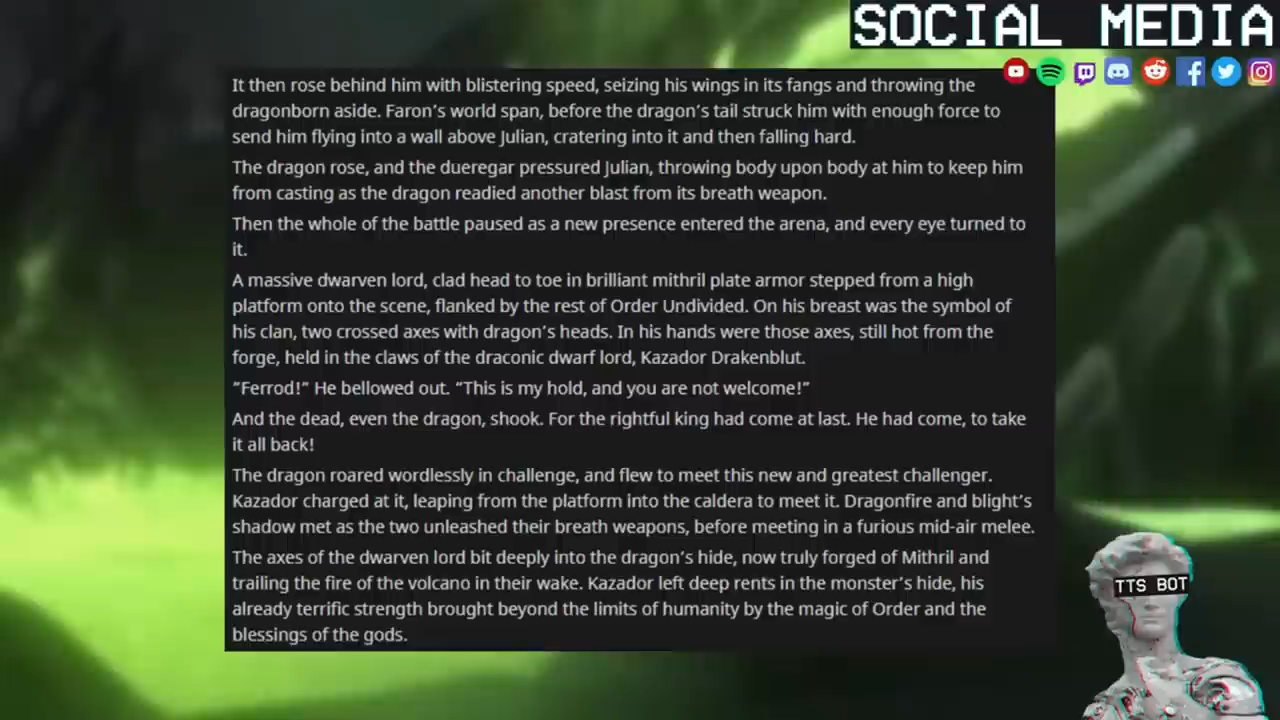 SOCIAL MEDIA
It then rose behind him with blistering speed, seizing his wings in its fangs and throwing the
dragonborn aside. Faron's world span, before the dragon's tail struck him with enough force to
send him flying into a wall above Julian, cratering into it and then falling hard.
The dragon rose, and the dueregar pressured Julian, throwing body upon body at him to keep him
from casting as the dragon readied another blast from its breath weapon.
Then the whole of the battle paused as a new presence entered the arena, and every eye turned to
it.
A massive dwarven lord, clad head to toe in brilliant mithril plate armor stepped from a high
platform onto the scene, flanked by the rest of Order Undivided. On his breast was the symbol of
his clan, two crossed axes with dragon's heads. In his hands were those axes, still hot from the
forge, held in the claws of the draconic dwarf lord, Kazador Drakenblut.
"Ferrod!" He bellowed out. "This is my hold, and you are not welcome!"
And the dead, even the dragon, shook. For the rightful king had come at last. He had come, to take
it all back!
The dragon roared wordlessly in challenge, and flew to meet this new and greatest challenger.
Kazador charged at it, leaping from the platform into the caldera to meet it. Dragonfire and blight's
shadow met as the two unleashed their breath weapons, before meeting in a furious mid-air melee.
The axes of the dwarven lord bit deeply into the dragon's hide, now truly forged of Mithril and
trailing the fire of the volcano in their wake. Kazador left deep rents in the monster's hide, his
already terrific strength brought beyond the limits of humanity by the magic of Order and the
blessings of the gods.
TTS BOT